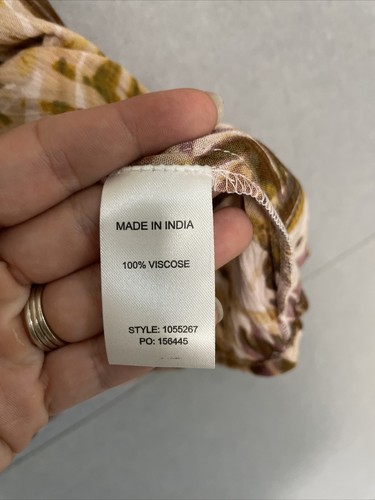 MADE IN INDIA
100% VISCOSE
STYLE: 1055267
PO: 156445